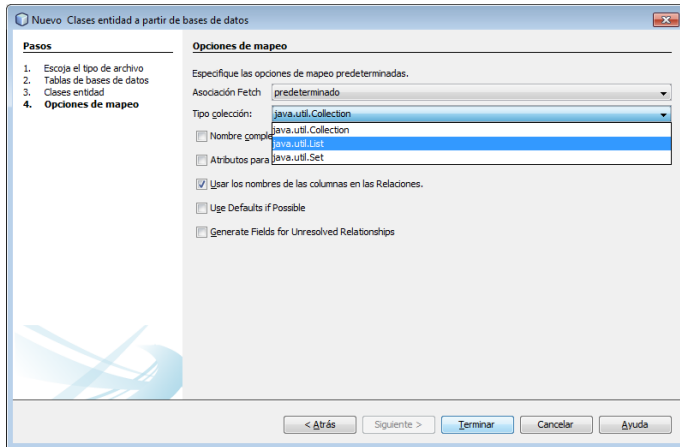 Nuevo Clases entidad a partir de bases de datos
Pasos
1. Escoja el tipo de archivo
2. Tablas de bases de datos
3. Clases entidad
4. Opciones de mapeo
Opciones de mapeo
Especifique las opciones de mapeo predeterminadas.
Asociación Fetch predeterminado
Tipo colección: java.util.Collection
java.util.Collection
java.util.List
java.util.Set
Nombre comple
Atributos para
Usar los nombres de las columnas en las Relaciones.
Use Defaults if Possible
Generate Fields for Unresolved Relationships
< Atrás Siguiente > Terminar Cancelar Ayuda